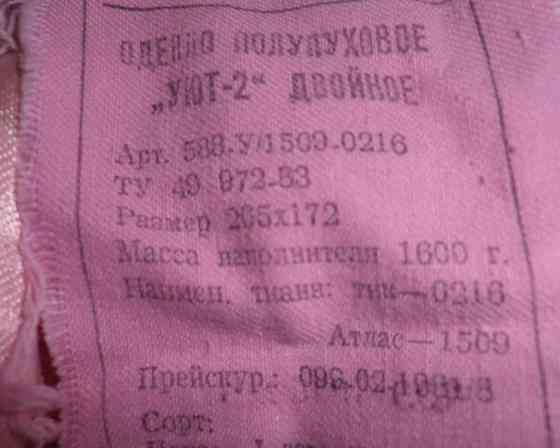 ОДЕЯЛО ПОЛУПУХОВОЕ
„УЮТ-2“ ДВОЙНОЕ
Арт. 588-У/1509-0216
ТУ 49 972-83
Размер 205х172
Масса наполнителя 1600 г.
Наимен. ткани: тик—0216
Атлас—1509
Прейскур.:
Сорт: